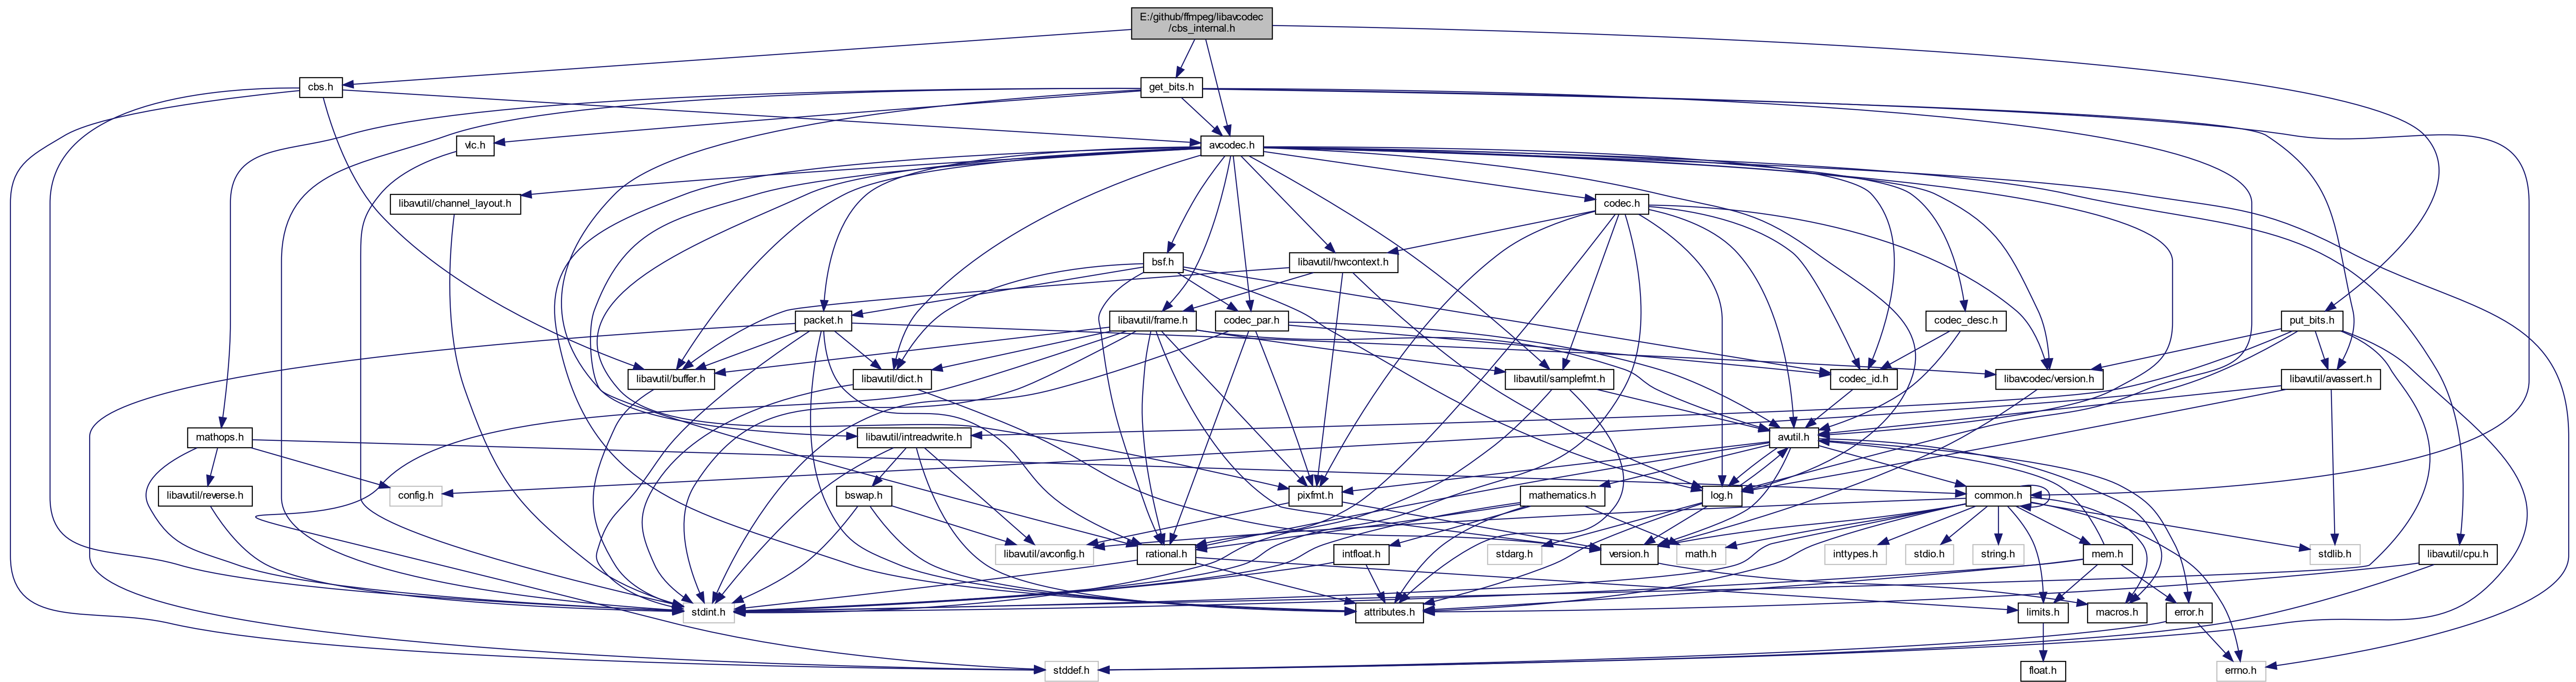 E:/github/ffmpeg/libavcodec
/cbs_internal.h
cbs.h
get_bits.h
vlc.h
avcodec.h
libavutil/channel_layout.h
codec.h
bsf.h
libavutil/hwcontext.h
packet.h
libavutil/frame.h
codec_par.h
codec_desc.h
put_bits.h
libavutil/buffer.h
libavutil/dict.h
libavutil/samplefmt.h
codec_id.h
libavcodec/version.h
libavutil/avassert.h
mathops.h
libavutil/intreadwrite.h
avutil.h
libavutil/reverse.h
config.h
bswap.h
pixfmt.h
mathematics.h
log.h
common.h
libavutil/avconfig.h
rational.h
intfloat.h
stdarg.h
version.h
math.h
inttypes.h
stdio.h
string.h
mem.h
stdlib.h
libavutil/cpu.h
stdint.h
attributes.h
limits.h
macros.h
error.h
stddef.h
float.h
errno.h